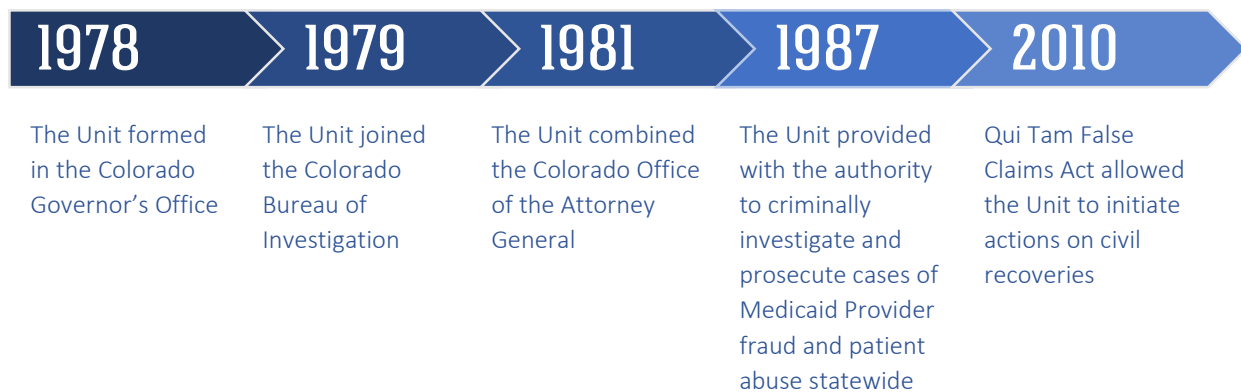 1978
1979
1981
1987
2010
The Unit formed
in the Colorado
Governor’s Office
The Unit joined
the Colorado
Bureau of
Investigation
The Unit combined
the Colorado Office
of the Attorney
General
The Unit provided
with the authority
to criminally
investigate and
prosecute cases of
Medicaid Provider
fraud and patient
abuse statewide
Qui Tam False
Claims Act allowed
the Unit to initiate
actions on civil
recoveries